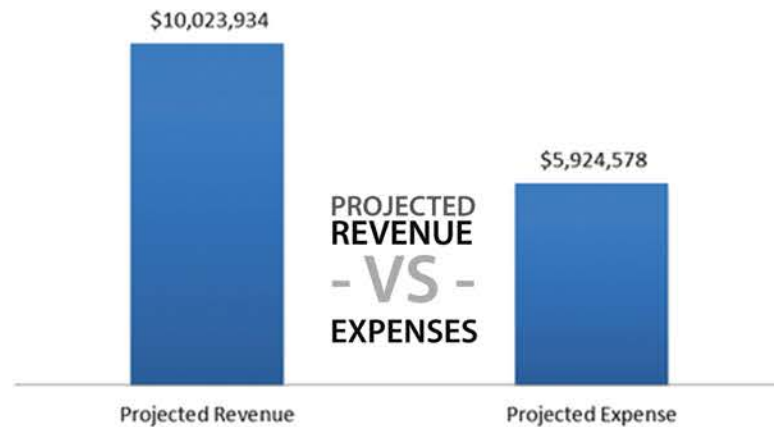 $10,023,934
$5,924,578
PROJECTED
REVENUE
- VS -
EXPENSES
Projected Revenue
Projected Expense